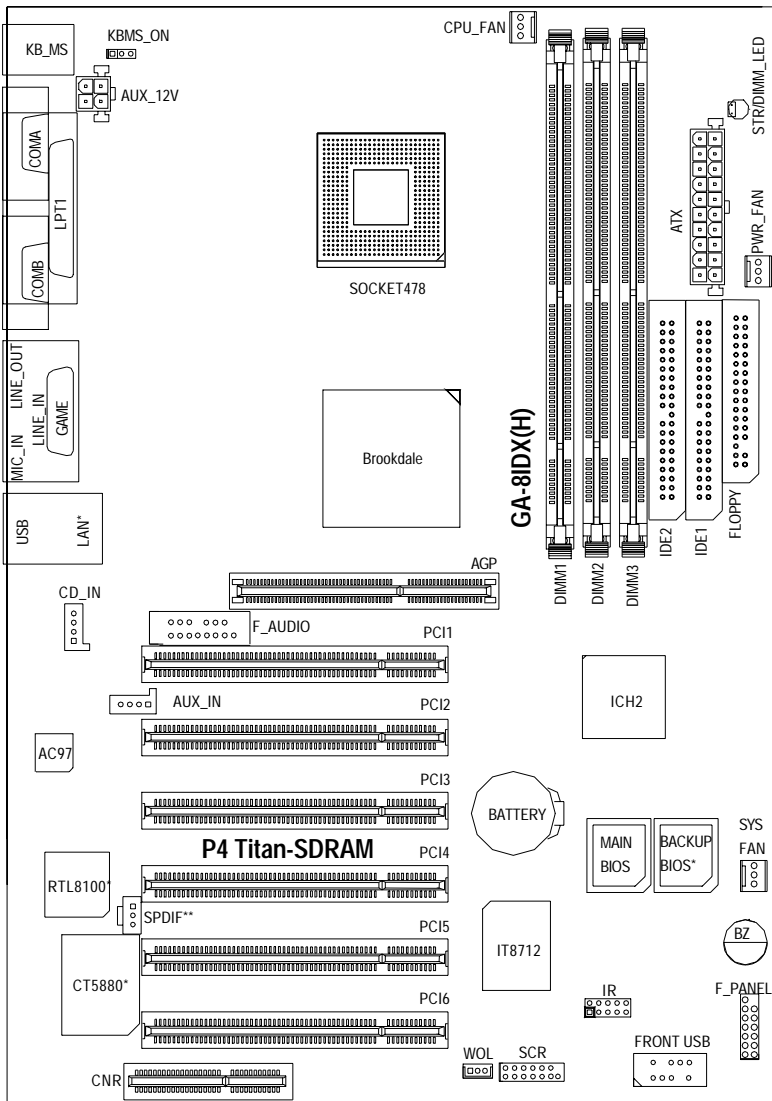 KB_MS
KBMS_ON
CPU_FAN
STR/DIMM_LED
AUX_12V
COMA
LPT1
COMB
SOCKET478
ATX
PWR_FAN
LINE_OUT
MIC_IN
LINE_IN
GAME
Brookdale
GA-8IDX(H)
USB
LAN*
DIMM1
DIMM2
DIMM3
IDE2
IDE1
FLOPPY
AGP
CD_IN
F_AUDIO
PCI1
AUX_IN
PCI2
ICH2
AC97
PCI3
BATTERY
P4 Titan-SDRAM
PCI4
MAIN
BIOS
BACKUP
BIOS*
SYS
FAN
RTL8100*
SPDIF**
PCI5
IT8712
BZ
CT5880*
PCI6
IR
F_PANEL
FRONT USB
WOL
SCR
CNR